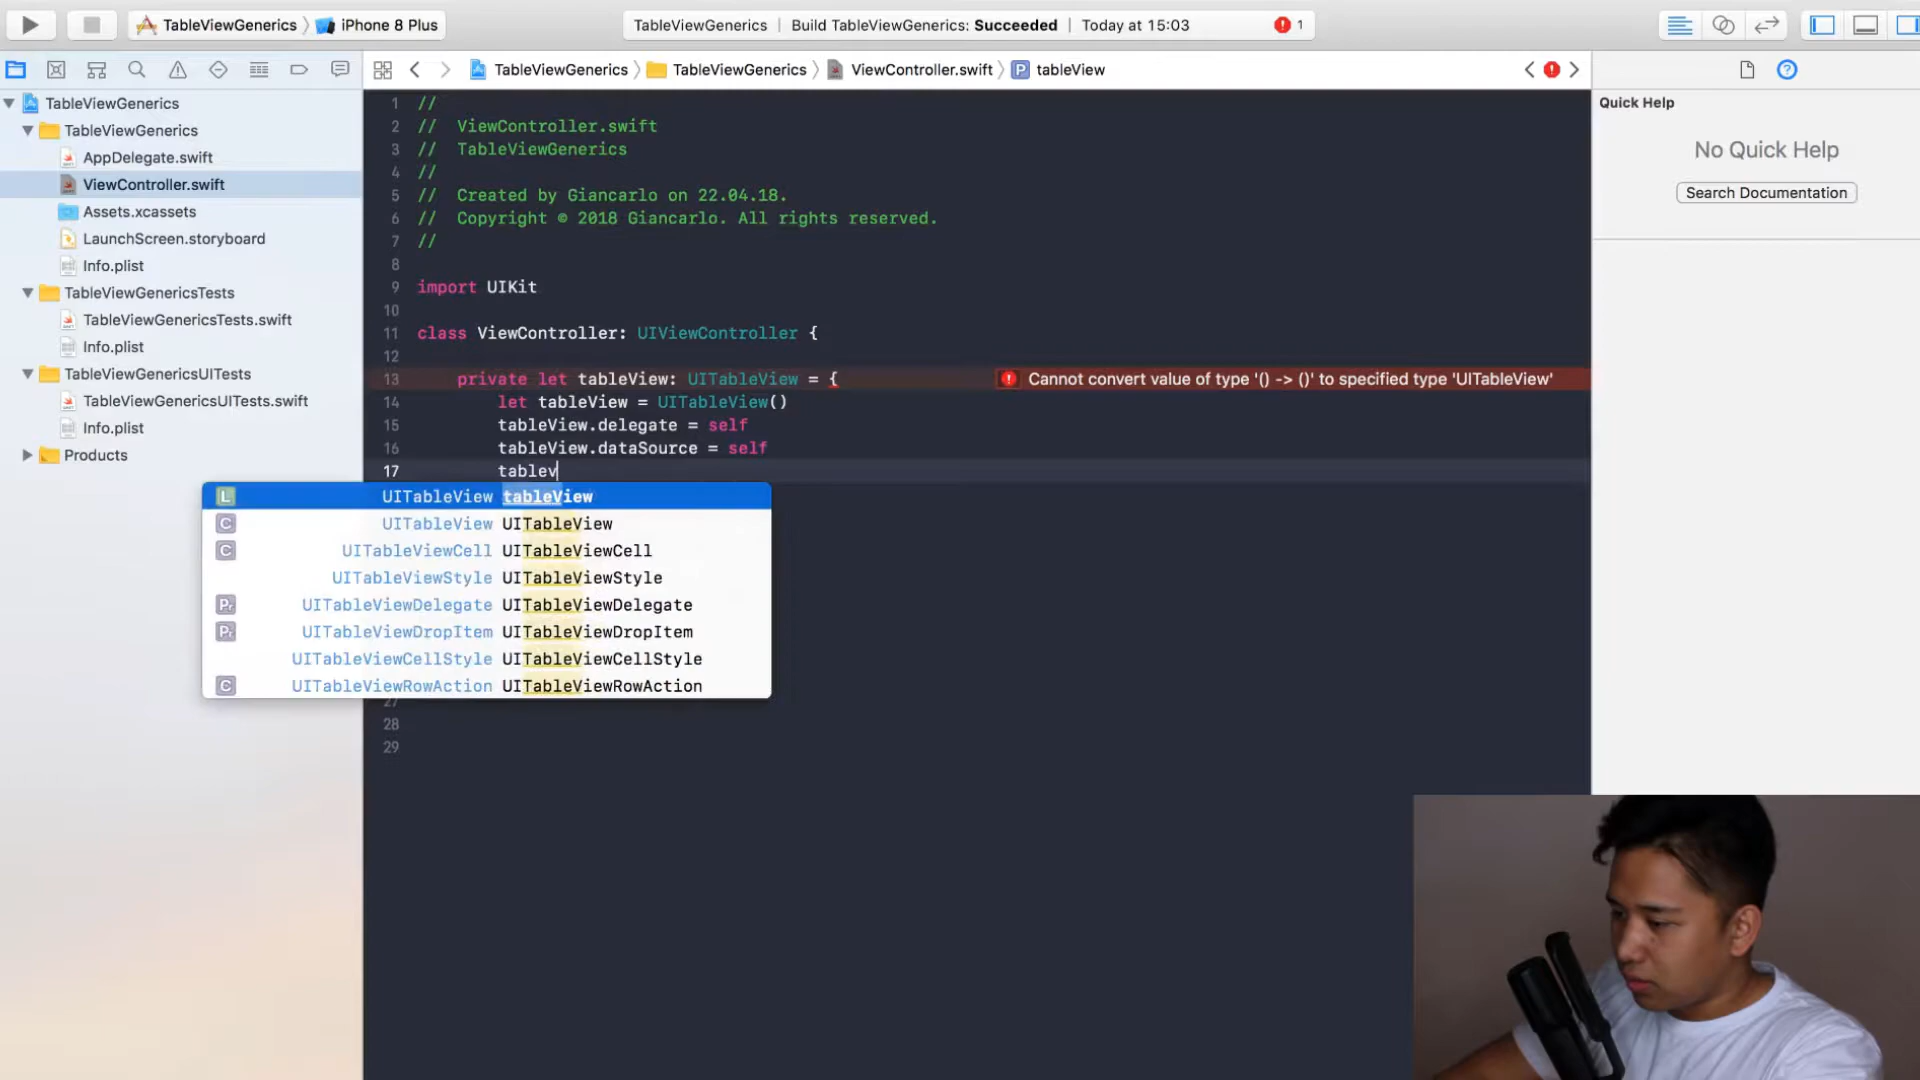 TableViewGenerics
iPhone 8 Plus
TableViewGenerics | Build TableViewGenerics: Succeeded | Today at 15:03
1
TableViewGenerics
TableViewGenerics
ViewController.swift
P tableView
TableViewGenerics
TableViewGenerics
AppDelegate.swift
ViewController.swift
Assets.xcassets
LaunchScreen.storyboard
Info.plist
TableViewGenericsTests
TableViewGenericsTests.swift
Info.plist
TableViewGenericsUITests
TableViewGenericsUITests.swift
Info.plist
Products
1 //
2 //  ViewController.swift
3 //  TableViewGenerics
4 //
5 //  Created by Giancarlo on 22.04.18.
6 //  Copyright © 2018 Giancarlo. All rights reserved.
7 //
8
9 import UIKit
10
11 class ViewController: UIViewController {
12
13 private let tableView: UITableView = {
Cannot convert value of type '() -> ()' to specified type 'UITableView'
14 let tableView = UITableView()
15 tableView.delegate = self
16 tableView.dataSource = self
17 tablev
L UITableView tableView
C UITableView UITableView
C UITableViewCell UITableViewCell
UITableViewStyle UITableViewStyle
Pr UITableViewDelegate UITableViewDelegate
Pr UITableViewDropItem UITableViewDropItem
UITableViewCellStyle UITableViewCellStyle
C UITableViewRowAction UITableViewRowAction
27
28
29
Quick Help
No Quick Help
Search Documentation